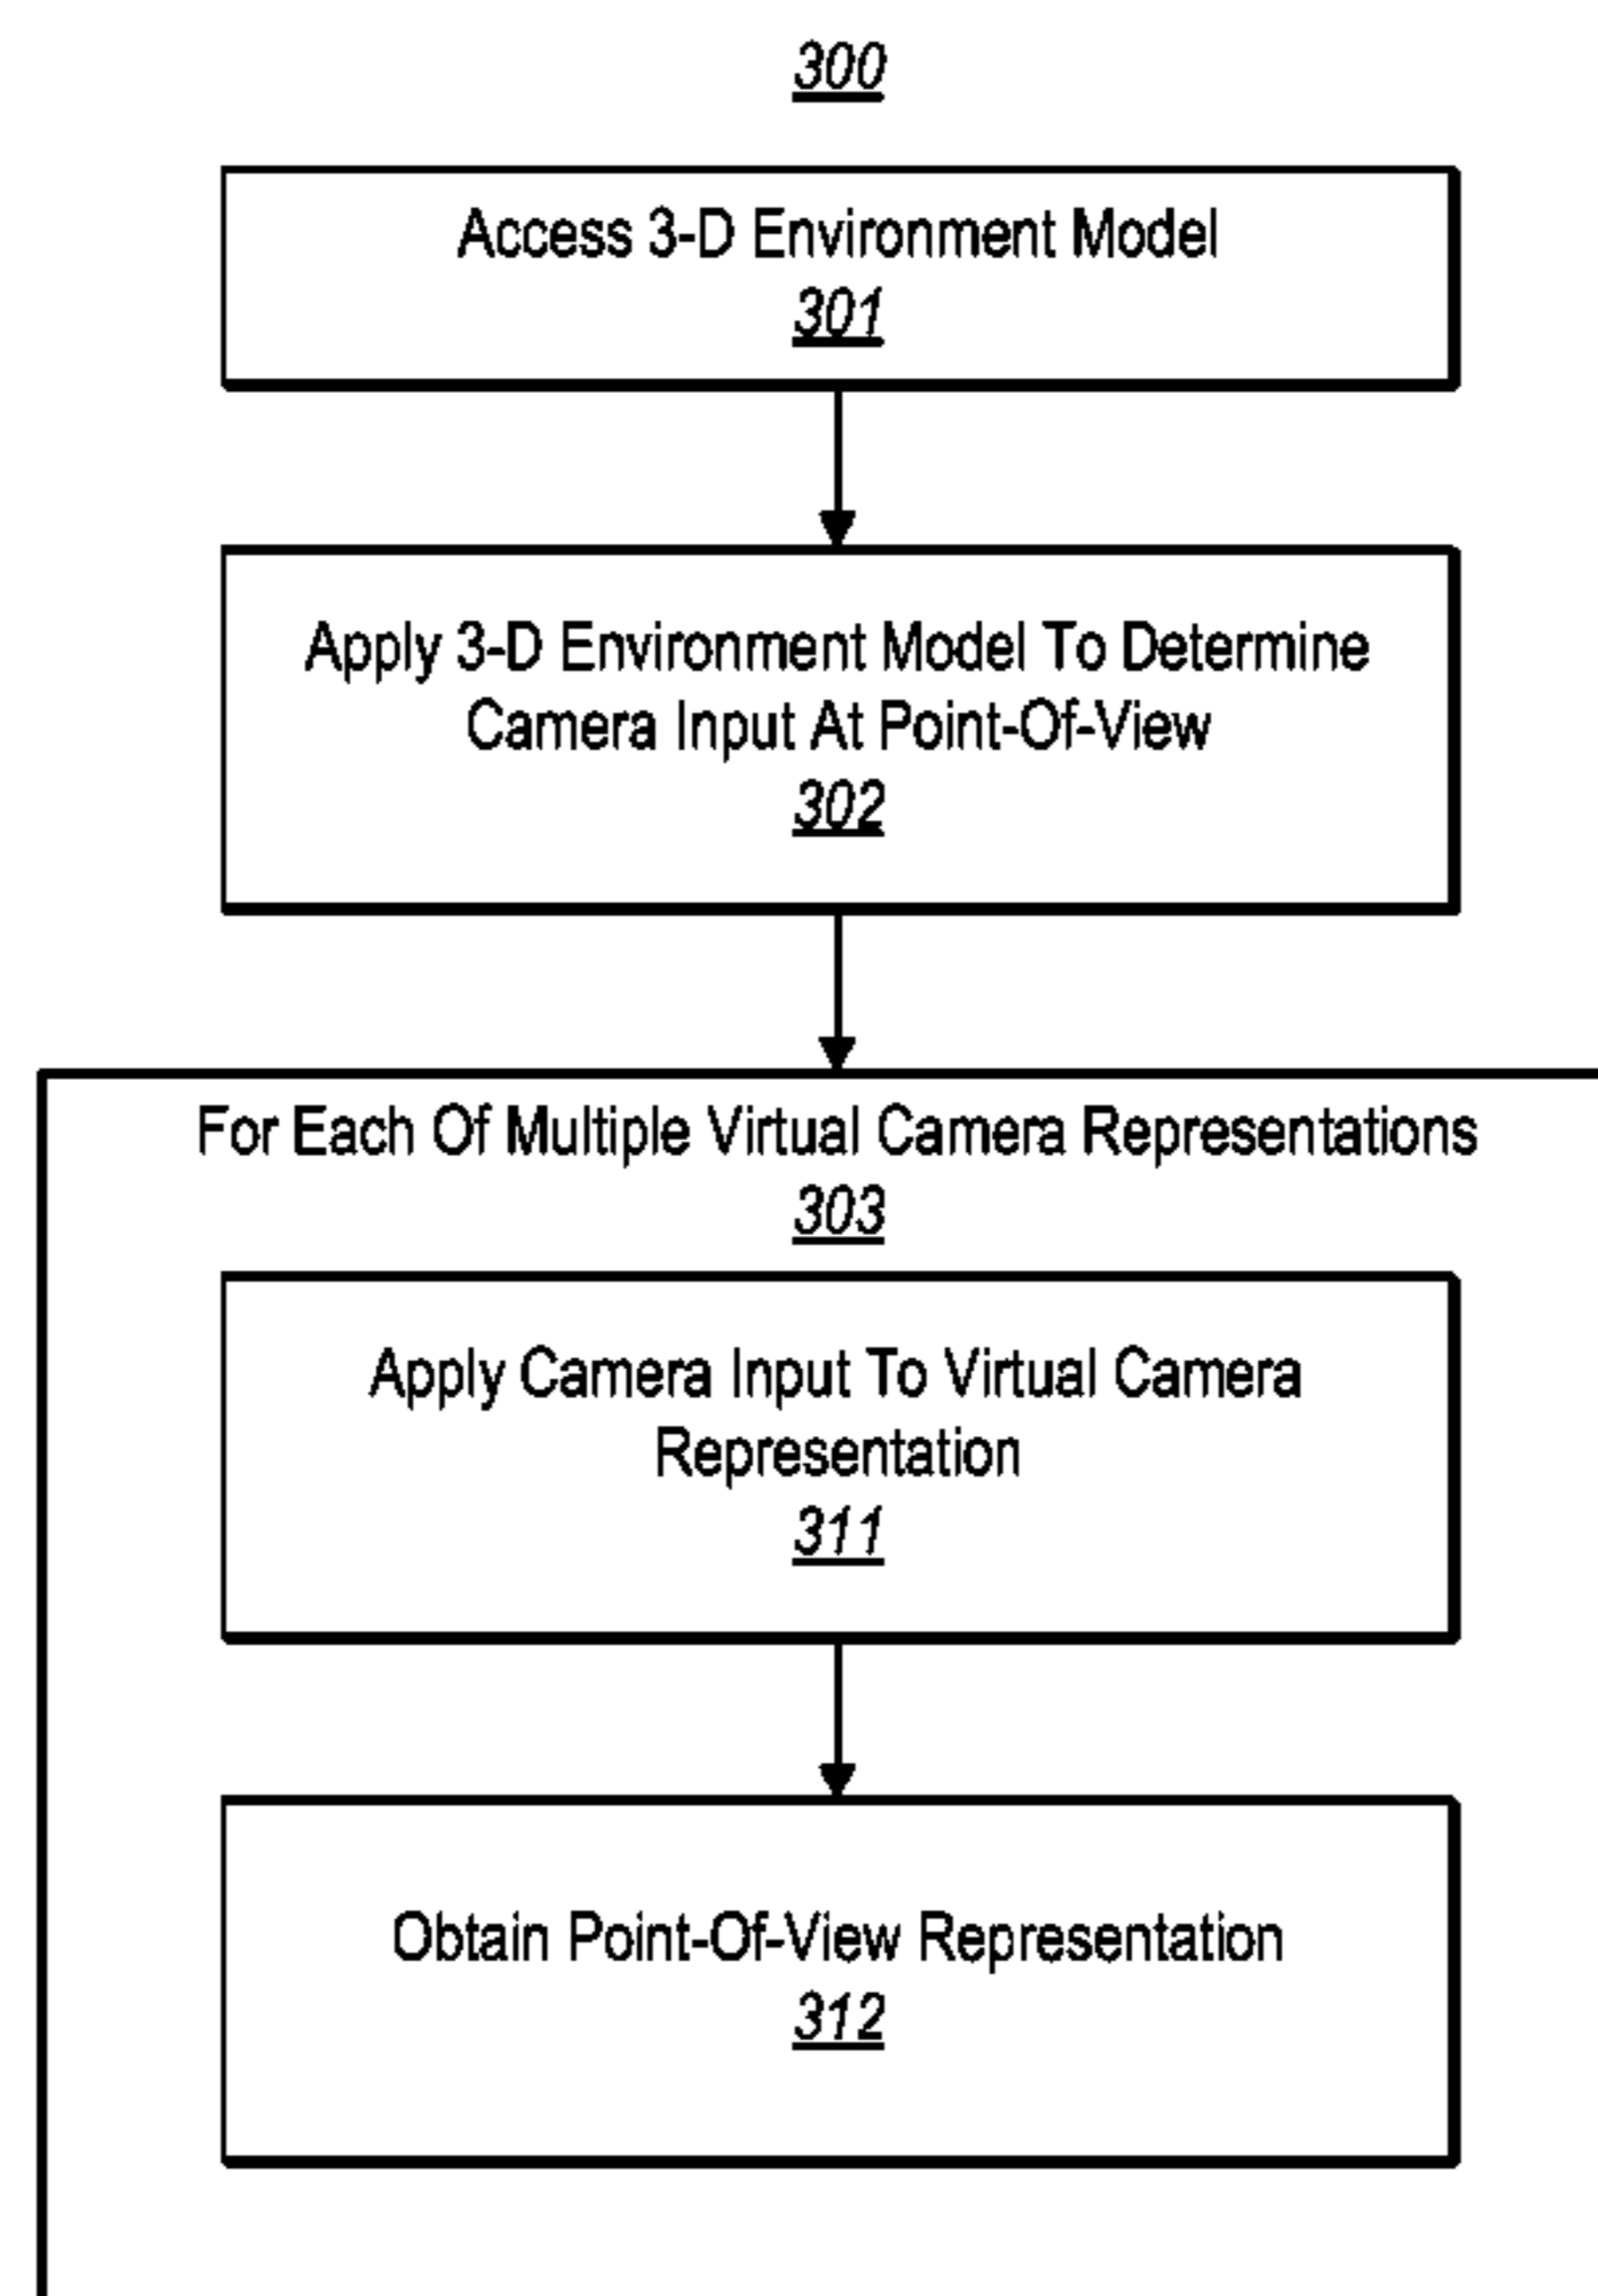 300
Access 3-D Environment Model
301
Apply 3-D Environment Model To Determine
Camera Input At Point-Of-View
302
For Each Of Multiple Virtual Camera Representations
303
Apply Camera Input To Virtual Camera
Representation
311
Obtain Point-Of-View Representation
312